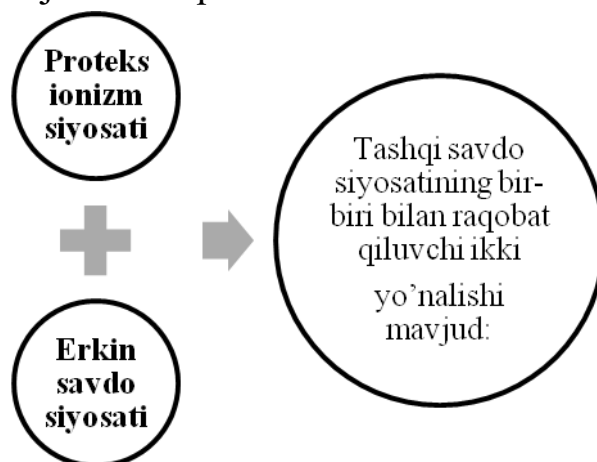 Proteks
ionizm
siyosati
Erkin
savdo
siyosati
Tashqi savdo
siyosatining bir-
biri bilan raqobat
qiluvchi ikki
yo’nalishi
mavjud: